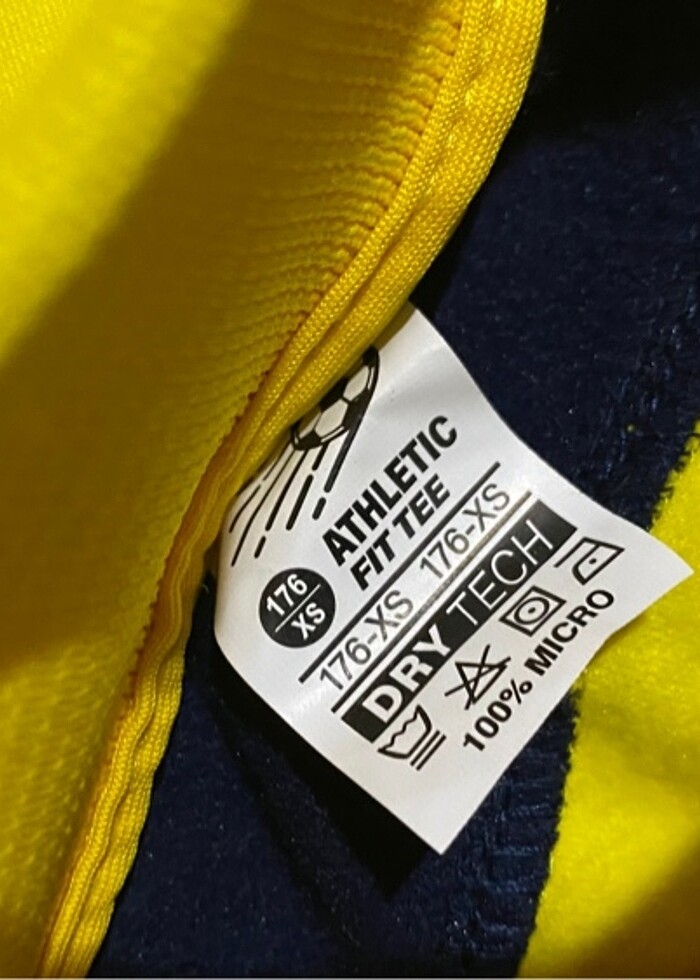 ATHLETIC
FIT TEE
176
XS
176-XS 176-XS
DRY TECH
100% MICRO